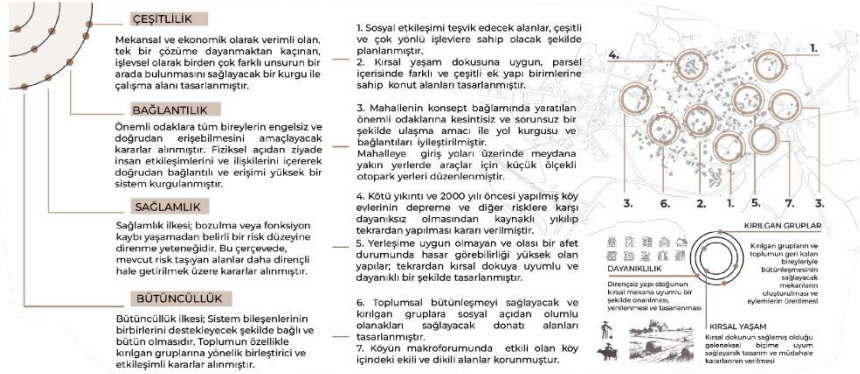 ÇEŞİTLİLİK
Mekansal ve ekonomik olarak verimli olan,
tek bir çözüme dayanmaktan kaçınan,
işlevsel olarak birden çok farklı unsurun bir
arada bulunmasını sağlayacak bir kurgu ile
çalışma alanı tasarlanmıştır.
BAĞLANTILIK
Önemli odaklara tüm bireylerin engelsiz ve
doğrudan erişebilmesini amaçlayacak
kararlar alınmıştır. Fiziksel açıdan ziyade
insan etkileşimlerini ve ilişkilerini içererek
doğrudan bağlantılı ve erişimi yüksek bir
sistem kurgulanmıştır.
SAĞLAMLIK
Sağlamlık ilkesi; bozulma veya fonksiyon
kaybı yaşamadan belirli bir risk düzeyine
direnme yeteneğidir. Bu çerçevede,
mevcut risk taşıyan alanlar daha dirençli
hale getirilmek üzere kararlar alınmıştır.
BÜTÜNCÜLLÜK
Bütüncüllük ilkesi; Sistem bileşenlerinin
birbirlerini destekleyecek şekilde bağlı ve
bütün olmasıdır. Toplumun özellikle
kırılgan gruplarına yönelik birleştirici ve
etkileşimli kararlar alınmıştır.
1. Sosyal etkileşimi teşvik edecek alanlar, çeşitli
ve çok yönlü işlevlere sahip olacak şekilde
planlanmıştır.
2. Kırsal yaşam dokusuna uygun, parsel
içerisinde farklı ve çeşitli ek yapı birimlerine
sahip konut alanları tasarlanmıştır.
3. Mahallenin konsept bağlamında yaratılan
önemli odaklarına kesintisiz ve sorunsuz bir
şekilde ulaşma amacı ile yol kurgusu ve
bağlantıları iyileştirilmiştir.
Mahalleye giriş yoları üzerinde meydana
yakın yerlerde araçlar için küçük ölçekli
otopark yerleri düzenlenmiştir.
4. Kötü yıkıntı ve 2000 yılı öncesi yapılmış köy
evlerinin depreme ve diğer risklere karşı
dayanıksız olmasından kaynaklı yıkılıp
tekrardan yapılması kararı verilmiştir.
5. Yerleşime uygun olmayan ve olası bir afet
durumunda hasar görebilirliği yüksek olan
yapılar; tekrardan kırsal dokuya uyumlu ve
dayanıklı bir şekilde tasarlanmıştır.
6. Toplumsal bütünleşmeyi sağlayacak ve
kırılgan gruplara sosyal açıdan olumlu
olanakları sağlayacak donatı alanları
tasarlanmıştır.
7. Köyün makroforumunda etkili olan köy
içindeki ekili ve dikili alanlar korunmuştur.
4.
1.
3. 6. 2. 1. 5. 7. 3.
KIRILGAN GRUPLAR
Kırılgan grupların ve
toplumun geri kalan
bireyleriyle
bütünleşmesinin
sağlayacak
mekanların
oluşturulması ve
eylemlerin üretilmesi
DAYANIKLILIK
Dirençsiz yapı stoğunun
kırsal mekana uyumlu bir
şekilde onarılması,
yenilenmesi ve tasarlanması
KIRSAL YAŞAM
Kırsal dokunun sağlamış olduğu
geleneksel biçime uyum
sağlayarak tasarım ve müdahale
kararlarının verilmesi